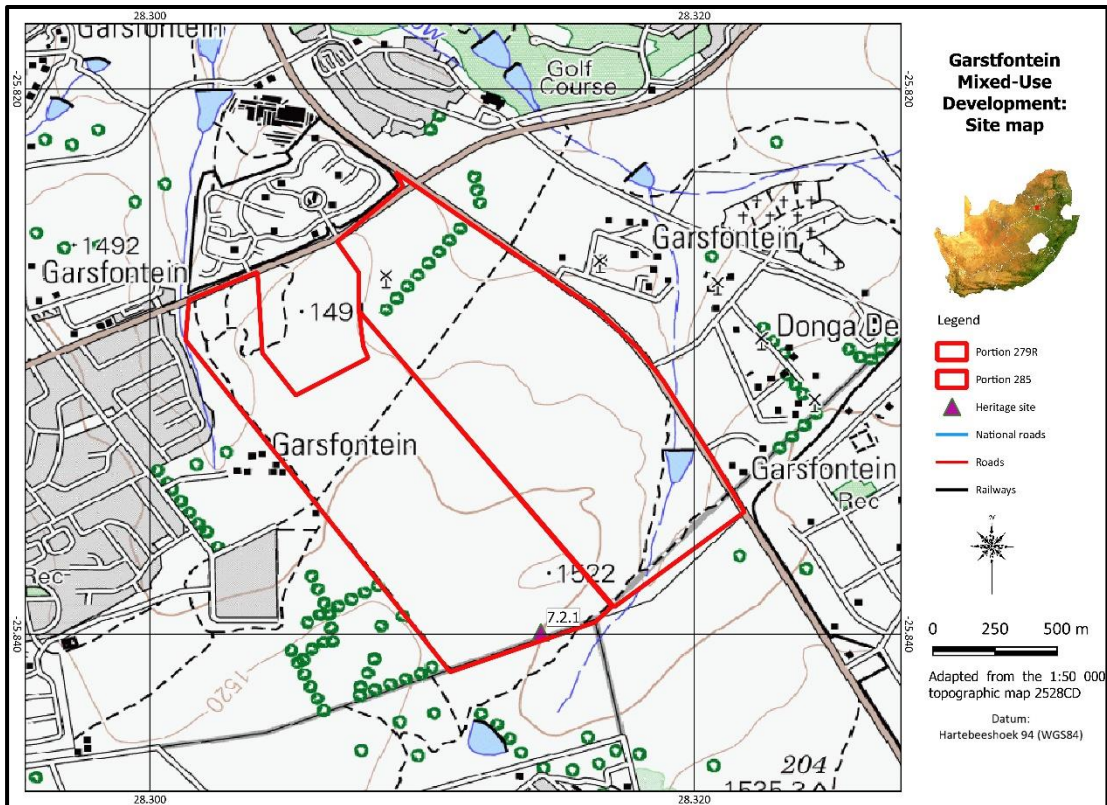 28.300
28.320
Garsfontein
Golf
Course
-25.820
-25.820
Garstfontein
Mixed-Use
Development:
Site map
1492
Garsfontein
Garsfontein
149
Donga De
Legend
Portion 279R
Portion 285
Heritage site
National roads
Roads
Railways
Garsfontein
Garsfontein
Rec
Rec
1522
7.2.1
-25.840
-25.840
1520
0 250 500 m
Adapted from the 1:50 000
topographic map 2528CD
Datum:
Hartebeeshoek 94 (WGS84)
204
28.300
28.320